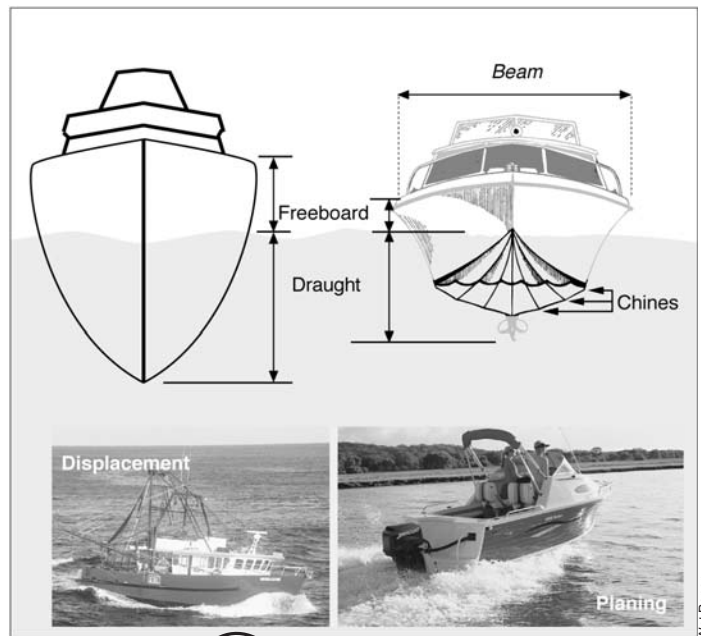 Beam
Freeboard
Draught
Chines
Displacement
Planing